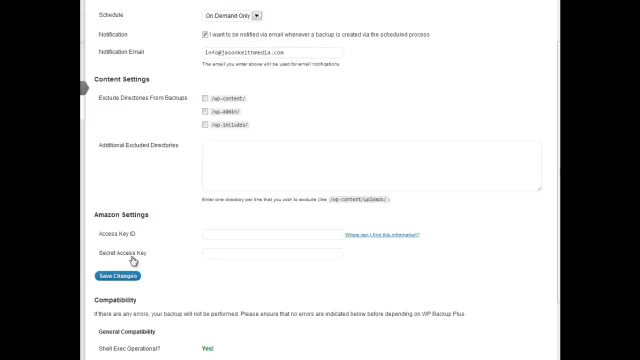 Schedule
On Demand Only
Notification
I want to be notified via email whenever a backup is created via the scheduled process
Notification Email
info@jasonkeithmedia.com
The email you enter above will be used for email notifications.
Content Settings
Exclude Directories From Backups
/wp-content/
/wp-admin/
/wp-includes/
Additional Excluded Directories
Enter one directory per line that you wish to exclude (like /wp-content/uploads/ )
Amazon Settings
Access Key ID
Where can I find this information?
Secret Access Key
Save Changes
Compatibility
If there are any errors, your backup will not be performed. Please ensure that no errors are indicated below before depending on WP Backup Plus.
General Compatibility
Shell Exec Operational?
Yes!